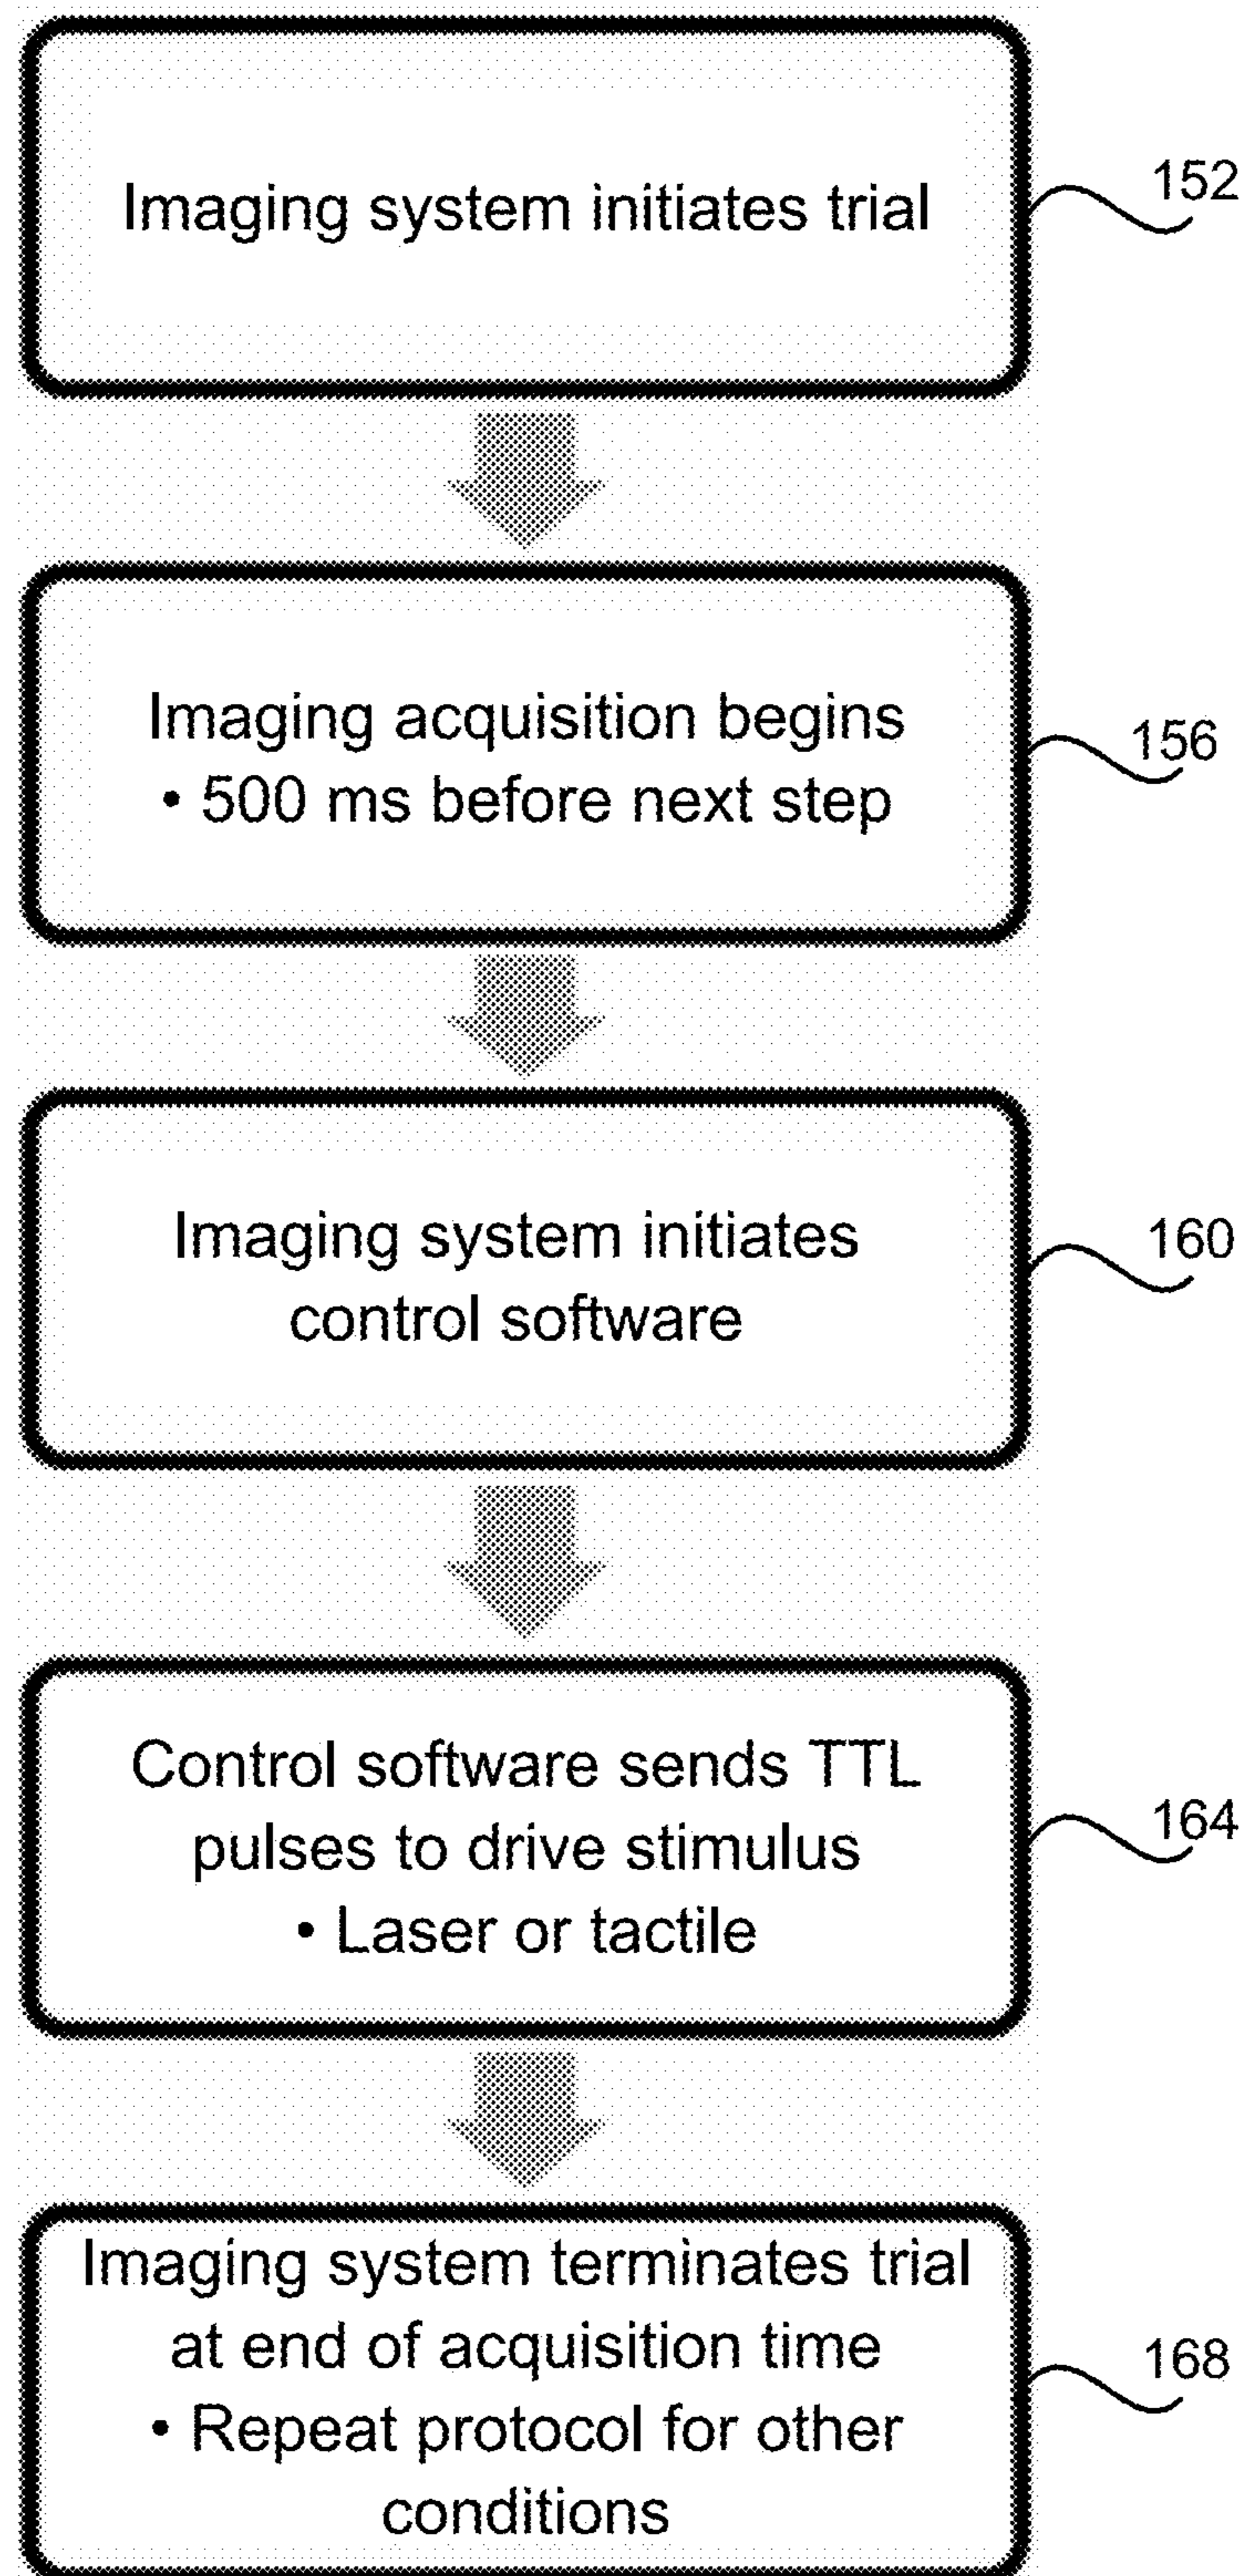 Imaging system initiates trial
152
Imaging acquisition begins
• 500 ms before next step
156
Imaging system initiates
control software
160
Control software sends TTL
pulses to drive stimulus
• Laser or tactile
164
Imaging system terminates trial
at end of acquisition time
• Repeat protocol for other
conditions
168